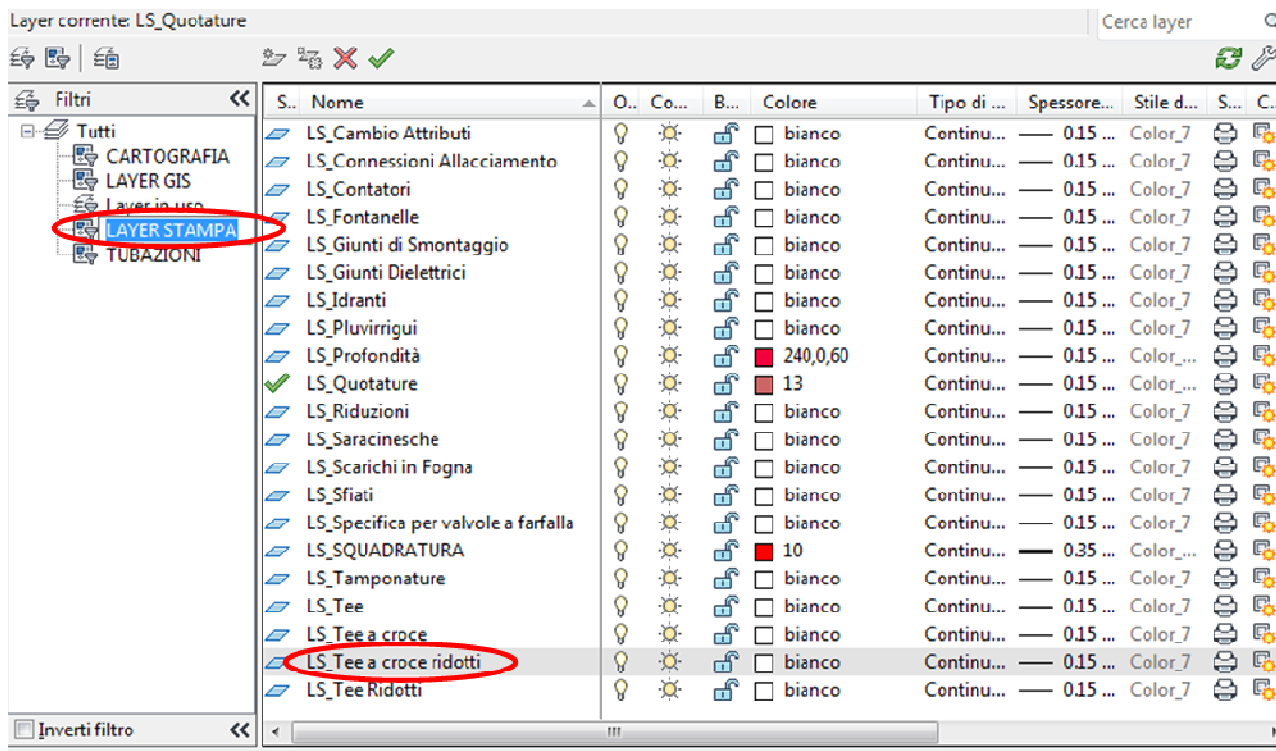 Layer corrente: LS_Quotature Cerca layer
Filtri
Tutti
CARTOGRAFIA
LAYER GIS
Layer in uso
LAYER STAMPA
TUBAZIONI
Inverti filtro
S.. Nome O.. Co... B... Colore Tipo di ... Spessore... Stile d... S... C..
LS_Cambio Attributi bianco Continu... 0.15 ... Color_7
LS_Connessioni Allacciamento bianco Continu... 0.15 ... Color_7
LS_Contatori bianco Continu... 0.15 ... Color_7
LS_Fontanelle bianco Continu... 0.15 ... Color_7
LS_Giunti di Smontaggio bianco Continu... 0.15 ... Color_7
LS_Giunti Dielettrici bianco Continu... 0.15 ... Color_7
LS_Idranti bianco Continu... 0.15 ... Color_7
LS_Pluvirrigui bianco Continu... 0.15 ... Color_7
LS_Profondità 240,0,60 Continu... 0.15 ... Color_...
LS_Quotature 13 Continu... 0.15 ... Color_...
LS_Riduzioni bianco Continu... 0.15 ... Color_7
LS_Saracinesche bianco Continu... 0.15 ... Color_7
LS_Scarichi in Fogna bianco Continu... 0.15 ... Color_7
LS_Sfiati bianco Continu... 0.15 ... Color_7
LS_Specifica per valvole a farfalla bianco Continu... 0.15 ... Color_7
LS_SQUADRATURA 10 Continu... 0.35 ... Color_...
LS_Tamponature bianco Continu... 0.15 ... Color_7
LS_Tee bianco Continu... 0.15 ... Color_7
LS_Tee a croce bianco Continu... 0.15 ... Color_7
LS_Tee a croce ridotti bianco Continu... 0.15 ... Color_7
LS_Tee Ridotti bianco Continu... 0.15 ... Color_7